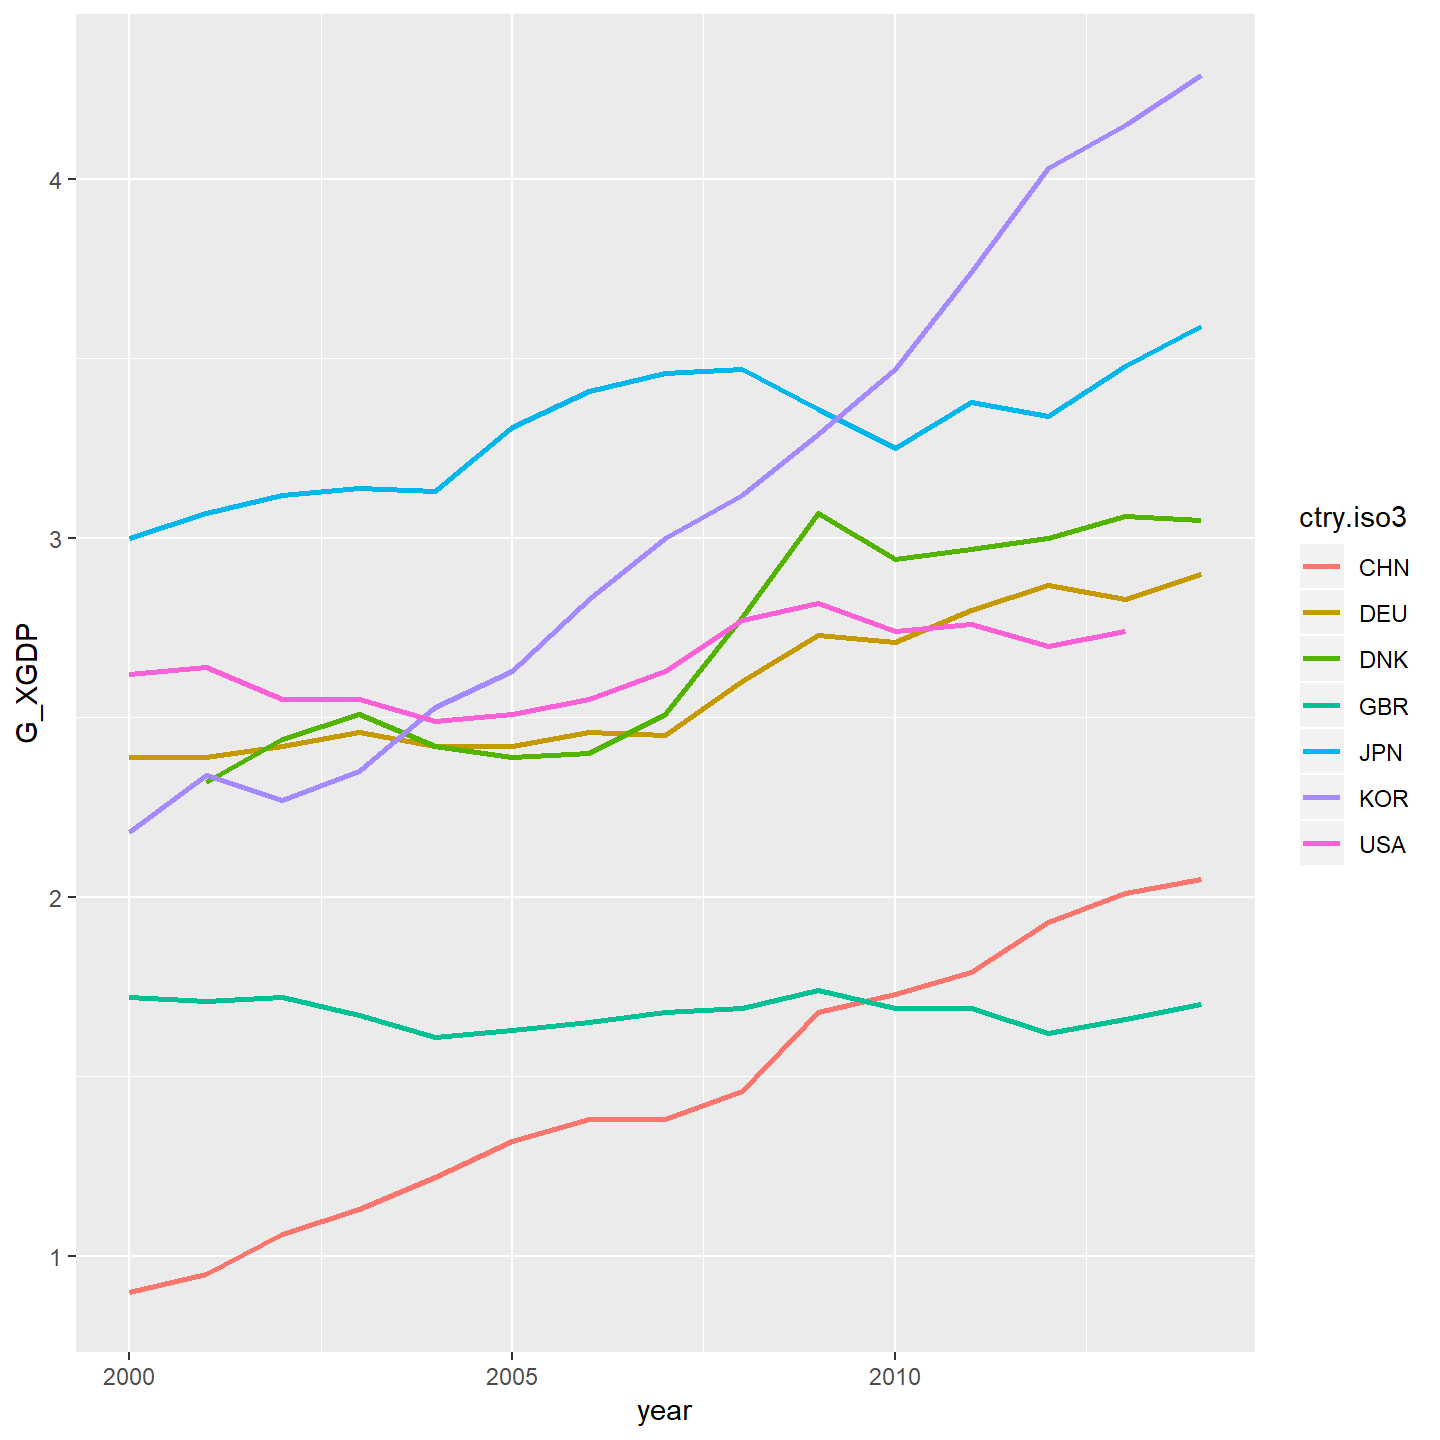 G_XGDP
4
3
2
1
2000 2005 2010
year
ctry.iso3
CHN
DEU
DNK
GBR
JPN
KOR
USA